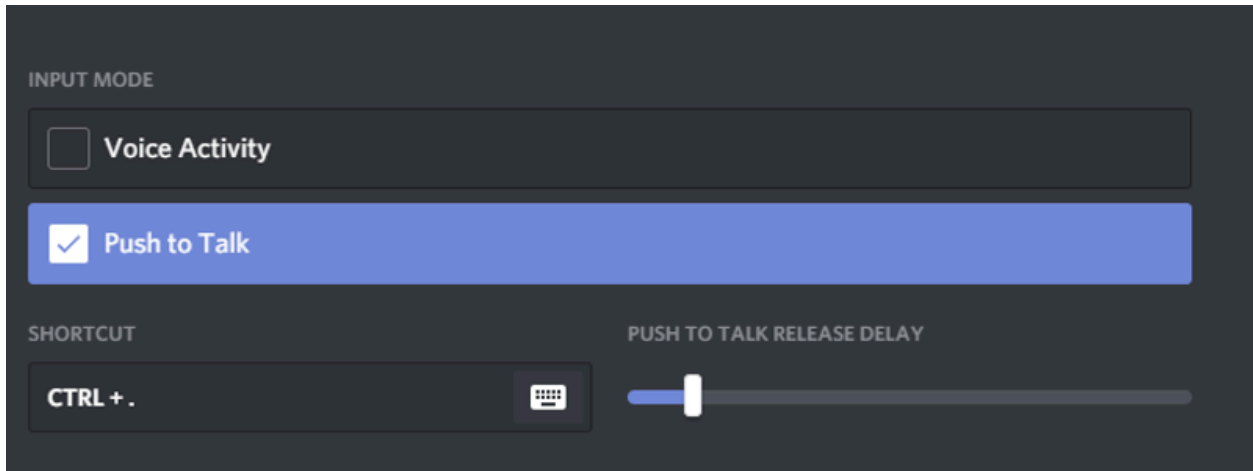 INPUT MODE
Voice Activity
Push to Talk
SHORTCUT
PUSH TO TALK RELEASE DELAY
CTRL + .